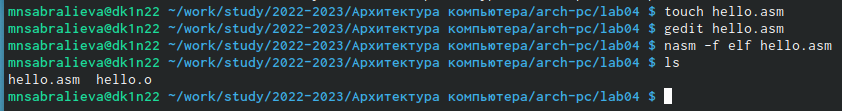 mnsabralieva@dk1n22 ~/work/study/2022-2023/Архитектура компьютера/arch-pc/lab04 $ touch hello.asm
mnsabralieva@dk1n22 ~/work/study/2022-2023/Архитектура компьютера/arch-pc/lab04 $ gedit hello.asm
mnsabralieva@dk1n22 ~/work/study/2022-2023/Архитектура компьютера/arch-pc/lab04 $ nasm -f elf hello.asm
mnsabralieva@dk1n22 ~/work/study/2022-2023/Архитектура компьютера/arch-pc/lab04 $ ls
hello.asm  hello.o
mnsabralieva@dk1n22 ~/work/study/2022-2023/Архитектура компьютера/arch-pc/lab04 $